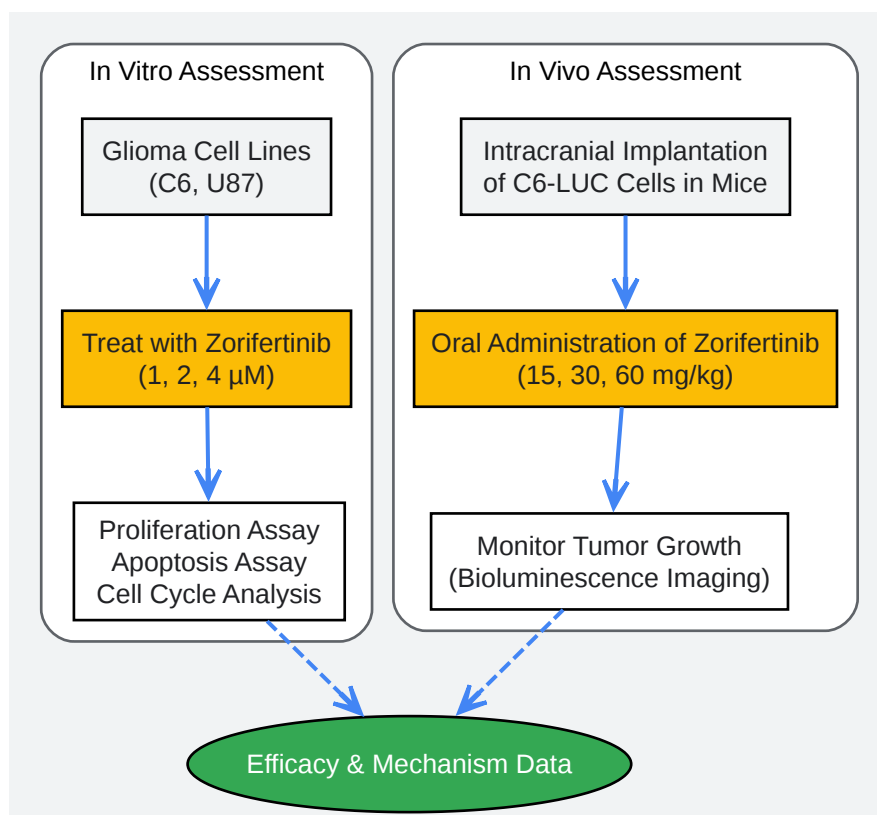 In Vitro Assessment
Glioma Cell Lines
(C6, U87)
Treat with Zorifertinib
(1, 2, 4 µM)
Proliferation Assay
Apoptosis Assay
Cell Cycle Analysis
In Vivo Assessment
Intracranial Implantation
of C6-LUC Cells in Mice
Oral Administration of Zorifertinib
(15, 30, 60 mg/kg)
Monitor Tumor Growth
(Bioluminescence Imaging)
Efficacy & Mechanism Data